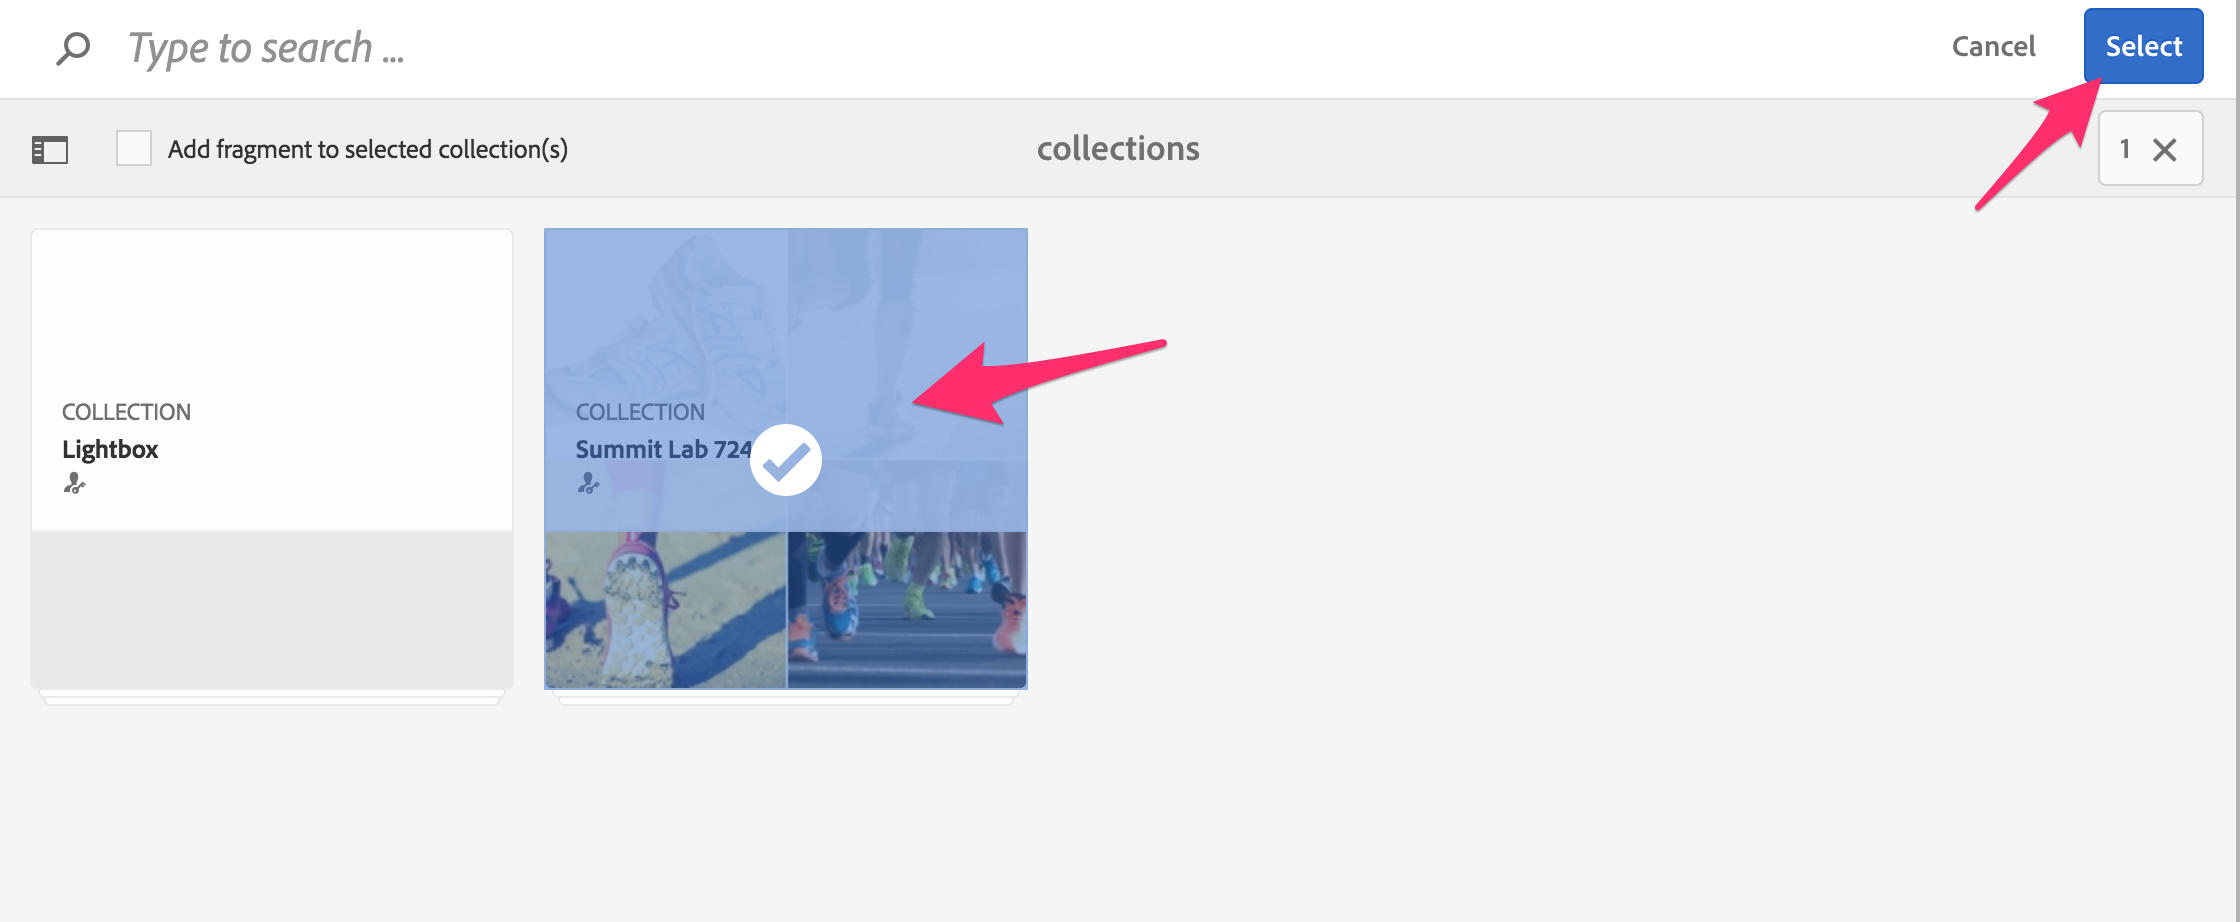 Type to search ...
Cancel
Select
Add fragment to selected collection(s)
collections
1
COLLECTION
Lightbox
COLLECTION
Summit Lab 724